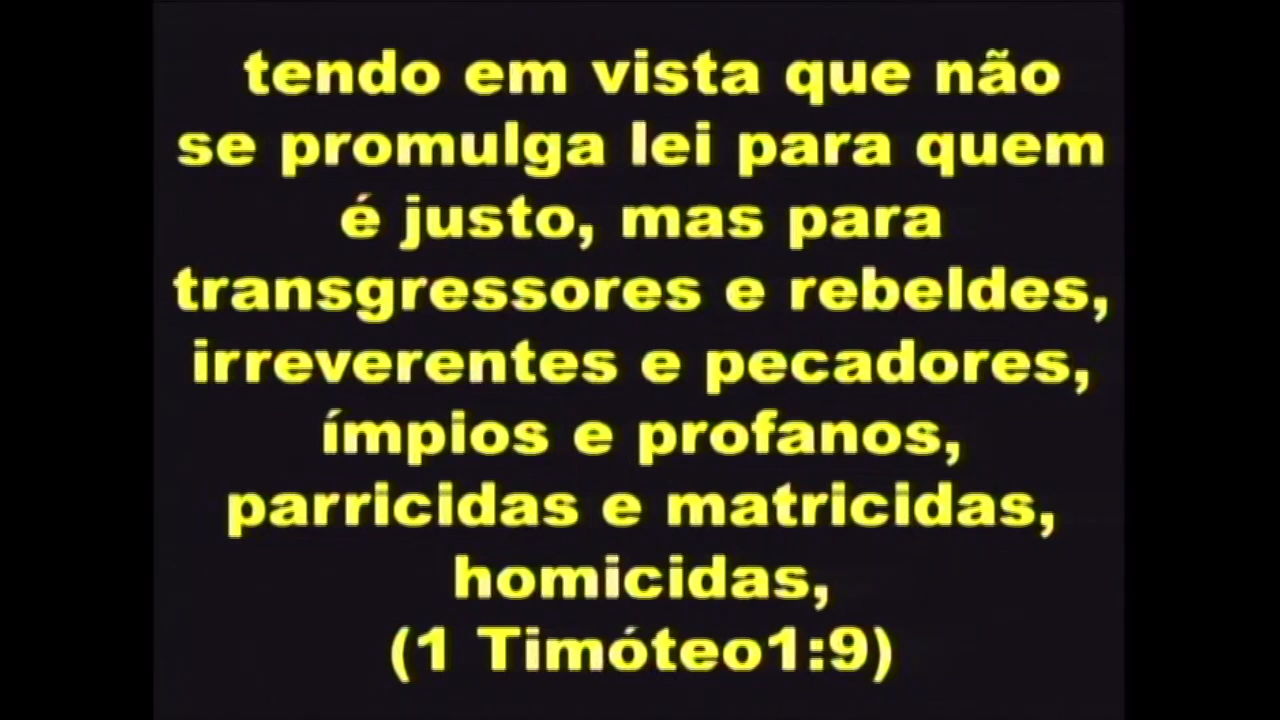 tendo em vista que não
se promulga lei para quem
é justo, mas para
transgressores e rebeldes,
irreverentes e pecadores,
ímpios e profanos,
parricidas e matricidas,
homicidas,
(1 Timóteo1:9)